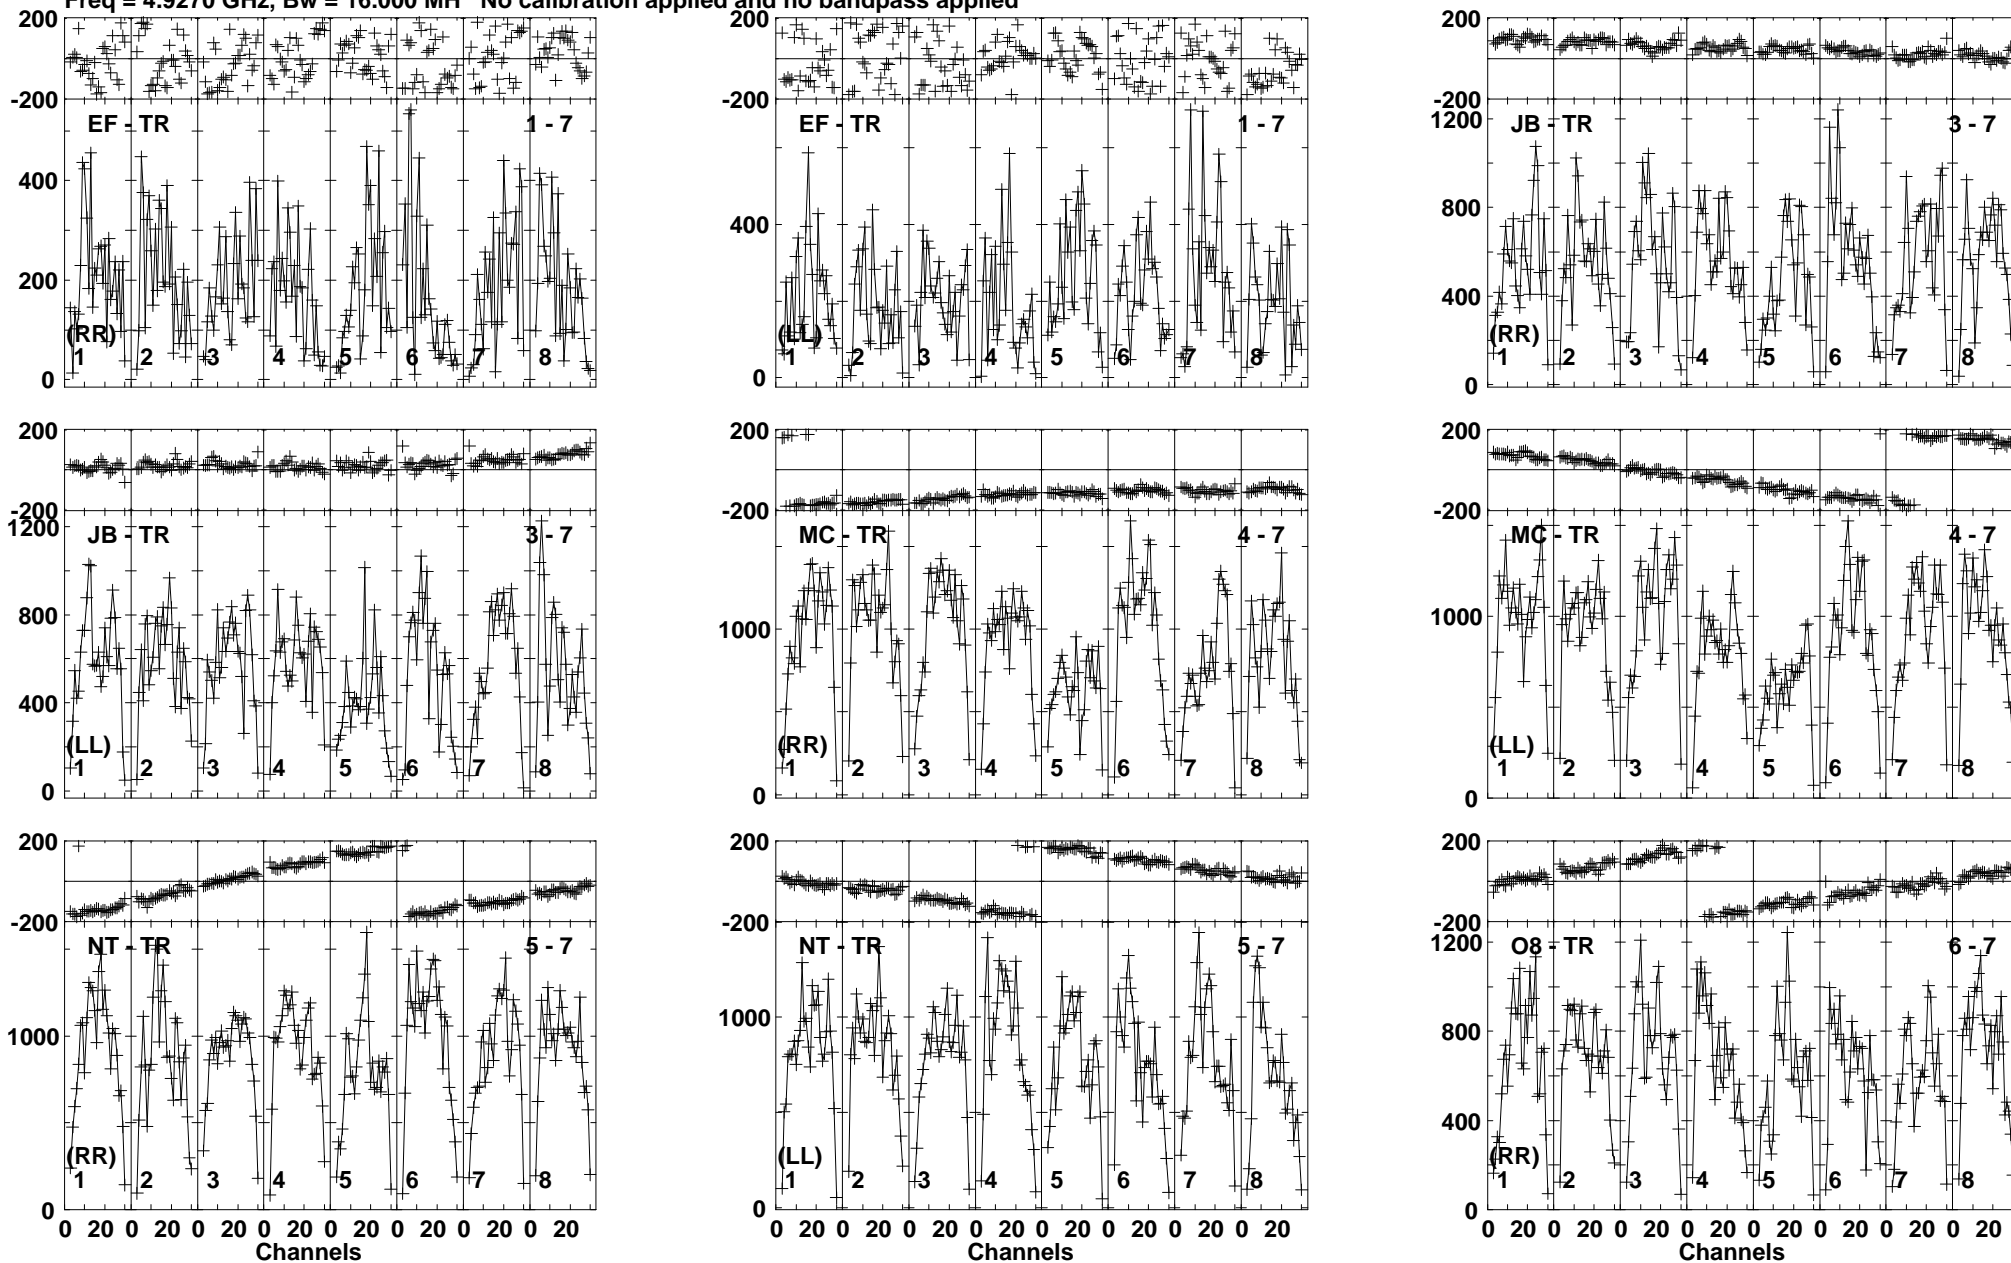 Freq = 4.9270 GHz, Bw = 16.000 MH No calibration applied and no bandpass applied
200 200 200
-200 -200 -200
EF - TR 1 - 7 EF - TR 1 - 7 1200 JB - TR 3 - 7
400 400 800
200 400
(RR) (LL) (RR)
1 2 3 4 5 6 7 8 1 2 3 4 5 6 7 8 1 2 3 4 5 6 7 8
0 0 0
200 200 200
-200 -200 -200
1200 JB - TR 3 - 7 MC - TR 4 - 7 MC - TR 4 - 7
800 1000 1000
400
(LL) (RR) (LL)
1 2 3 4 5 6 7 8 1 2 3 4 5 6 7 8 1 2 3 4 5 6 7 8
0 0 0
200 200 200
-200 -200 -200
NT - TR 5 - 7 NT - TR 5 - 7 1200 O8 - TR 6 - 7
1000 1000 800
400
(RR) (LL) (RR)
1 2 3 4 5 6 7 8 1 2 3 4 5 6 7 8 1 2 3 4 5 6 7 8
0 0 0
0 20 0 20 0 20 0 20 0 20 0 20 0 20 0 20 0 20 0 20 0 20 0 20 0 20 0 20 0 20 0 20 0 20 0 20 0 20 0 20 0 20 0 20 0 20 0 20
Channels Channels